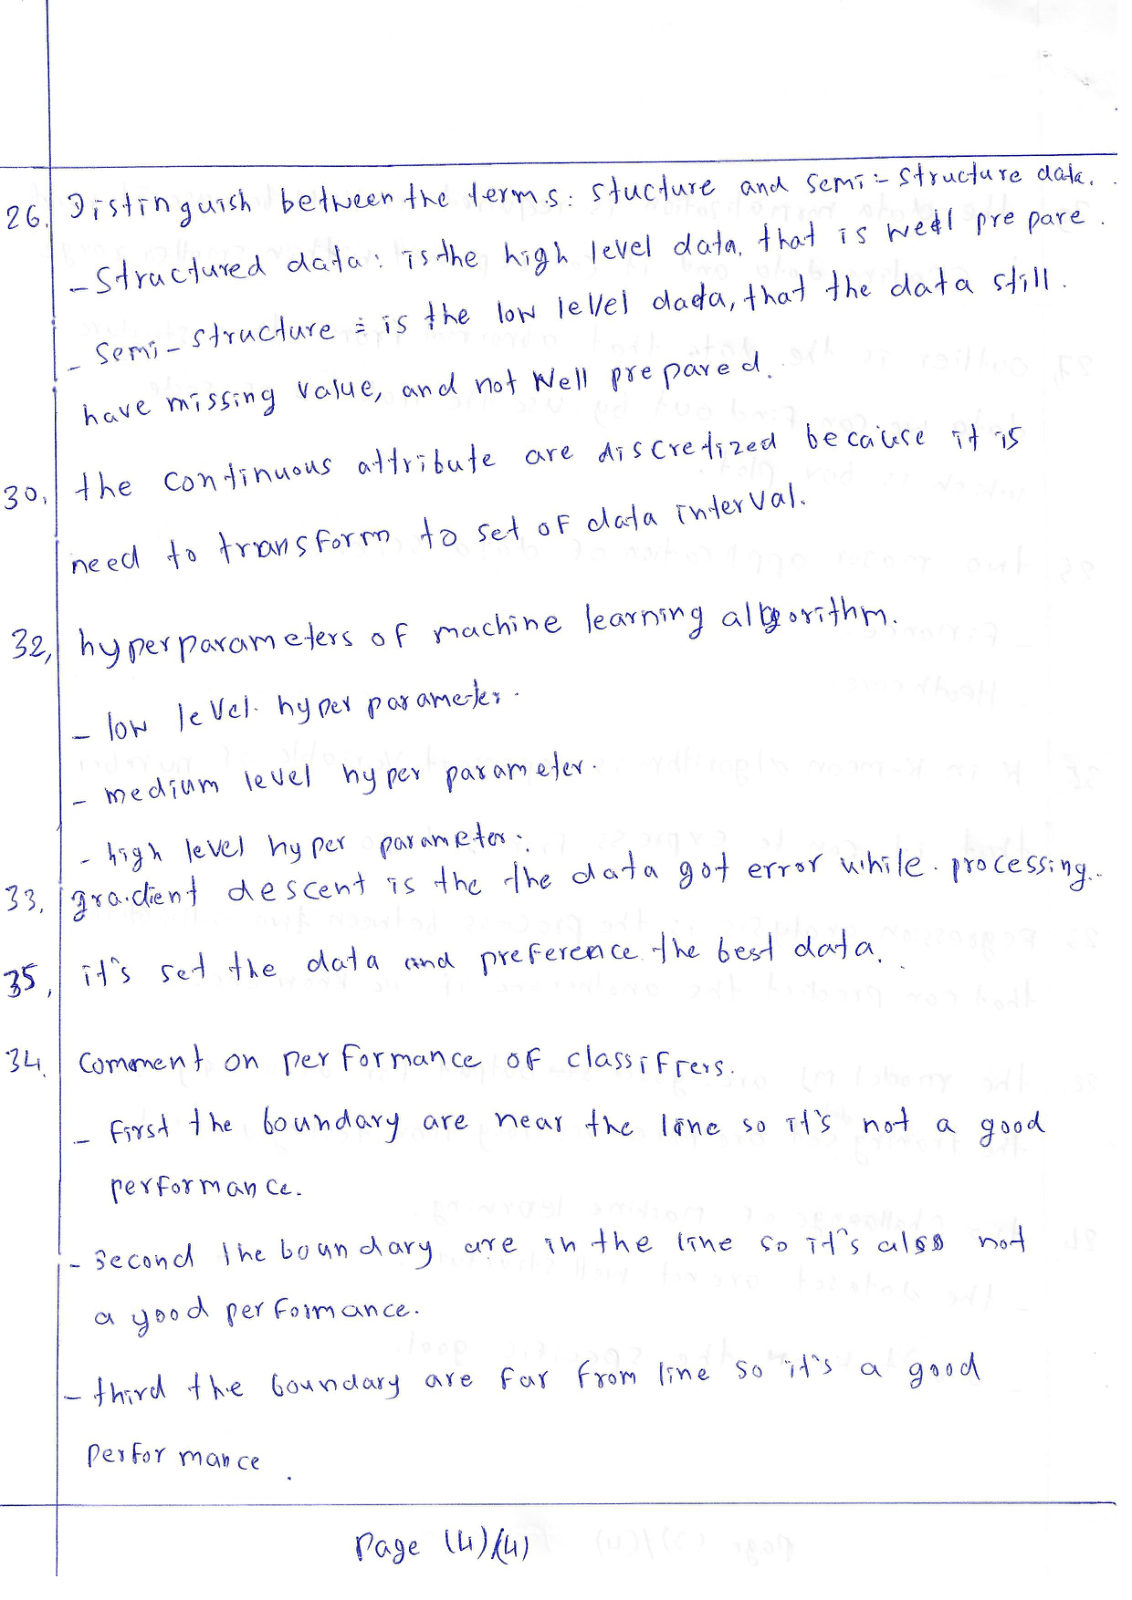 26. Distinguish between the terms: stucture and semi-structure data.
- Structured data: is the high level data, that is well prepare.
- Semi-structure: is the low level data, that the data still.
have missing value, and not well prepared.
30, the continuous attribute are discretized because it is
need to transform to set of data interval.
32, hyperparameters of machine learning algorithm.
- low level hyper parameter.
- medium level hyper parameter.
- high level hyper parameter.
33. gradient descent is the the data got error while processing.
35, it's set the data and preference the best data.
34. Comment on performance of classifiers.
- first the boundary are near the line so it's not a good
performance.
- Second the boundary are in the line so it's also not
a good performance.
- third the boundary are far from line so it's a good
performance.
Page (4)/(4)